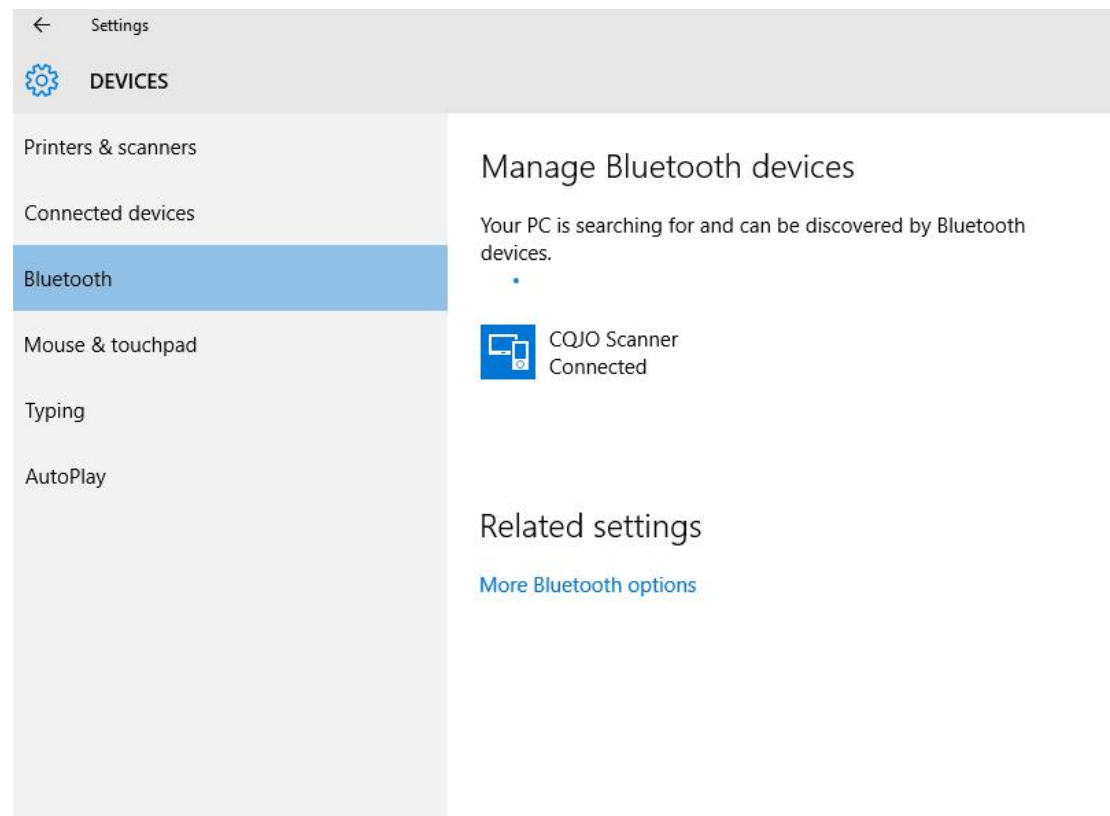 Settings
DEVICES
Printers & scanners
Connected devices
Bluetooth
Mouse & touchpad
Typing
AutoPlay
Manage Bluetooth devices
Your PC is searching for and can be discovered by Bluetooth
devices.
CQJO Scanner
Connected
Related settings
More Bluetooth options